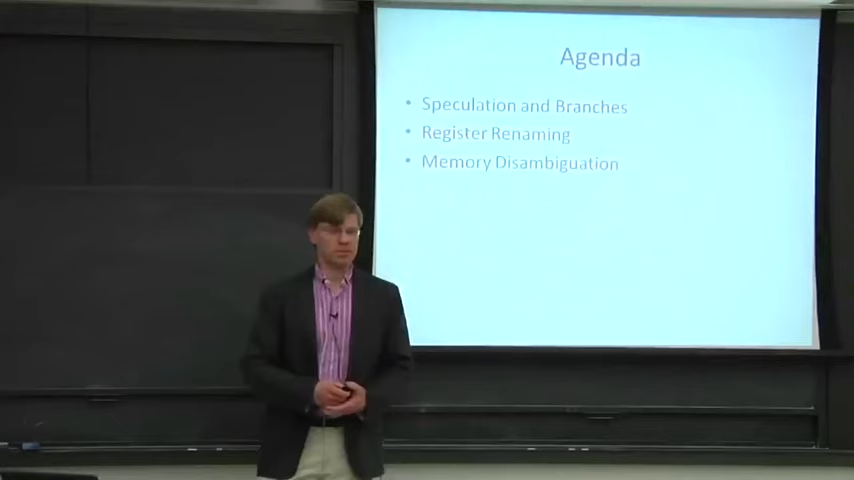 Agenda
• Speculation and Branches
• Register Renaming
• Memory Disambiguation